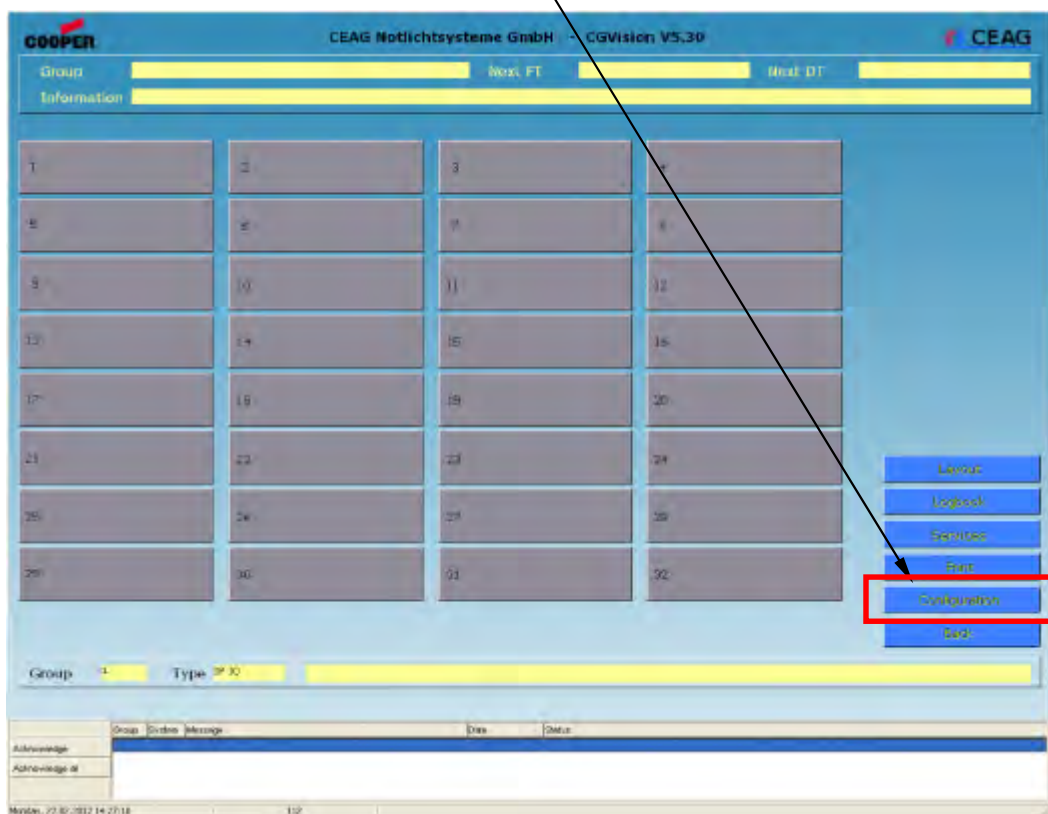 COOPER CEAG Notlichtsysteme GmbH - CGVision V5.30 CEAG
Group Next FT Next DT
Information
1 2 3 4
5 6 7 8
9 10 11 12
13 14 15 16
17 18 19 20
21 22 23 24
25 26 27 28
29 30 31 32
Layout
Logbook
Services
Print
Configuration
Back
Group Type
Group System Message Date Status
Acknowledge
Acknowledge all